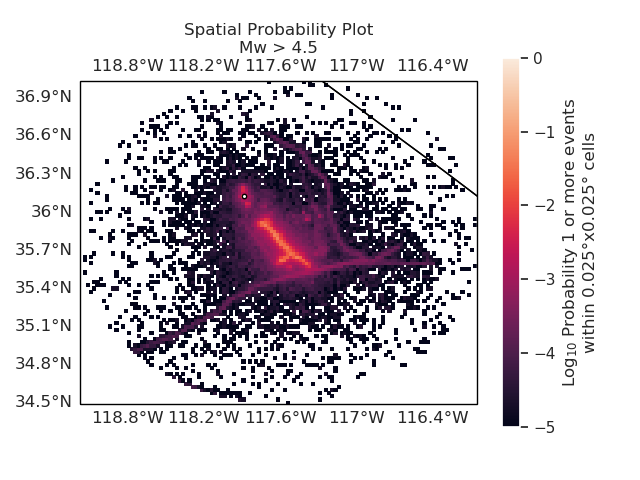 Spatial Probability Plot
Mw > 4.5
118.8°W 118.2°W 117.6°W 117°W 116.4°W
36.9°N
36.6°N
36.3°N
36°N
35.7°N
35.4°N
35.1°N
34.8°N
34.5°N
118.8°W 118.2°W 117.6°W 117°W 116.4°W
0
−1
−2
−3
−4
−5
Log₁₀ Probability 1 or more events
within 0.025°x0.025° cells